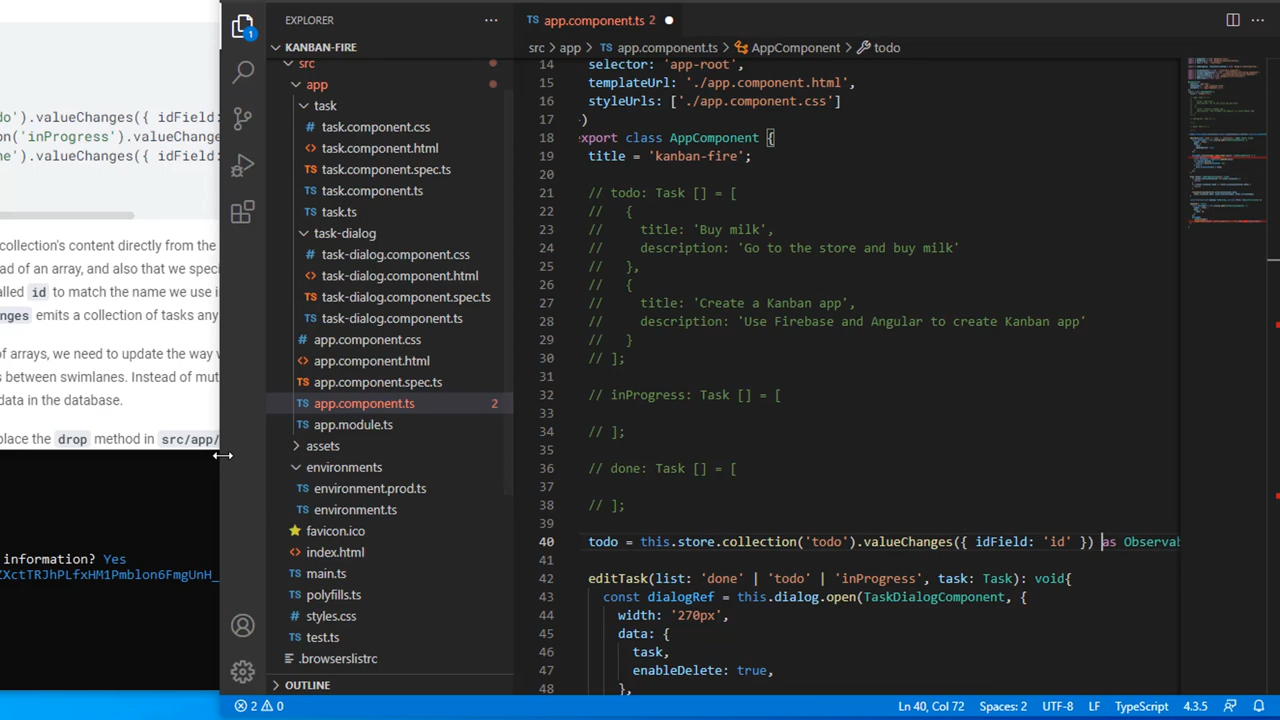 do').valueChanges({ idField:
on('inProgress').valueChange
ne').valueChanges({ idField:
collection's content directly from the
ad of an array, and also that we speci
alled id to match the name we use i
nges emits a collection of tasks any
of arrays, we need to update the way
s between swimlanes. Instead of mut
data in the database.
place the drop method in src/app/
information? Yes
ZXctTRJhPLfxHM1Pmblon6FmgUnH_
1
EXPLORER
KANBAN-FIRE
src
app
task
task.component.css
task.component.html
task.component.spec.ts
task.component.ts
task.ts
task-dialog
task-dialog.component.css
task-dialog.component.html
task-dialog.component.spec.ts
task-dialog.component.ts
app.component.css
app.component.html
app.component.spec.ts
app.component.ts 2
app.module.ts
assets
environments
environment.prod.ts
environment.ts
favicon.ico
index.html
main.ts
polyfills.ts
styles.css
test.ts
.browserslistrc
OUTLINE
TS app.component.ts 2
src > app > TS app.component.ts > AppComponent > todo
14 selector: 'app-root',
15 templateUrl: './app.component.html',
16 styleUrls: ['./app.component.css']
17 )
18 xport class AppComponent {
19 title = 'kanban-fire';
20
21 // todo: Task [] = [
22 // {
23 // title: 'Buy milk',
24 // description: 'Go to the store and buy milk'
25 // },
26 // {
27 // title: 'Create a Kanban app',
28 // description: 'Use Firebase and Angular to create Kanban app'
29 // }
30 // ];
31
32 // inProgress: Task [] = [
33
34 // ];
35
36 // done: Task [] = [
37
38 // ];
39
40 todo = this.store.collection('todo').valueChanges({ idField: 'id' }) as Observab
41
42 editTask(list: 'done' | 'todo' | 'inProgress', task: Task): void{
43 const dialogRef = this.dialog.open(TaskDialogComponent, {
44 width: '270px',
45 data: {
46 task,
47 enableDelete: true,
48 },
2 0 Ln 40, Col 72 Spaces: 2 UTF-8 LF TypeScript 4.3.5